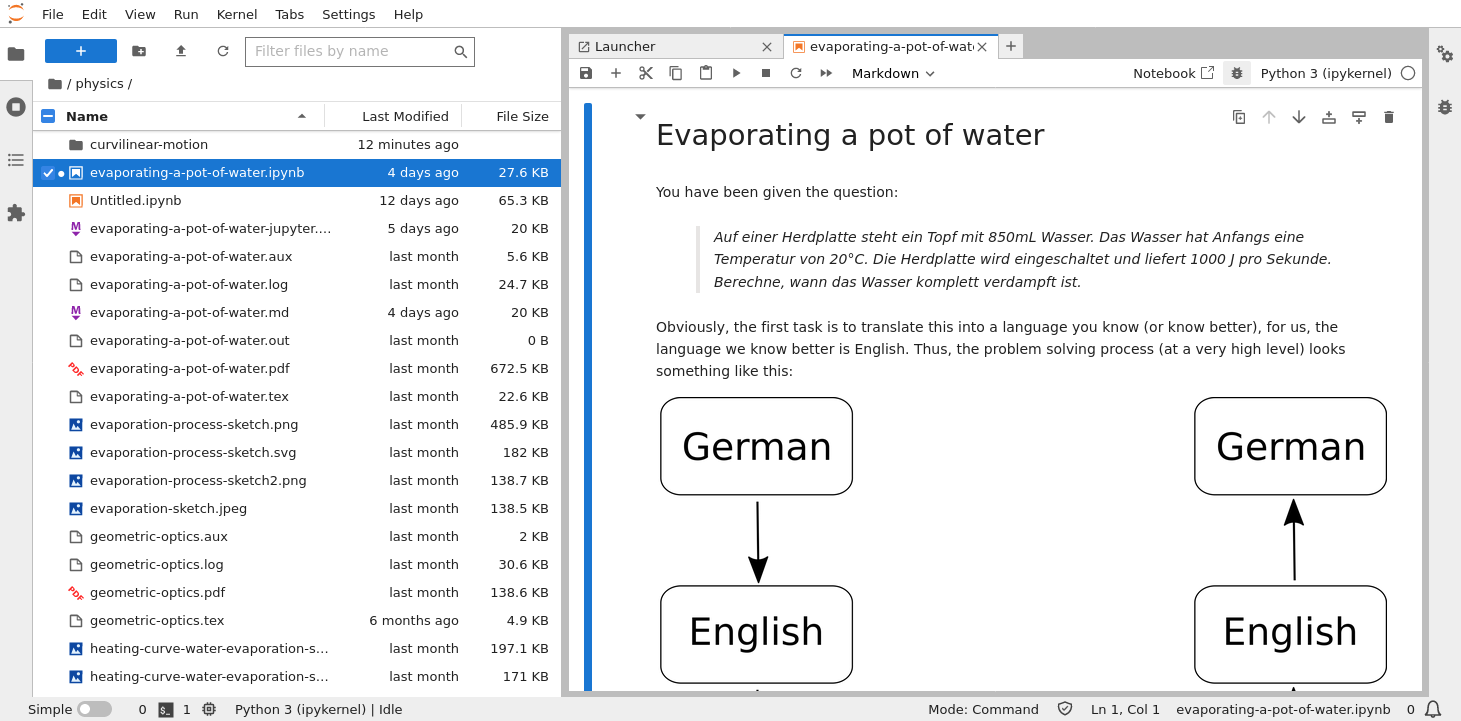 File Edit View Run Kernel Tabs Settings Help
Filter files by name
/ physics /
Name Last Modified File Size
curvilinear-motion 12 minutes ago
evaporating-a-pot-of-water.ipynb 4 days ago 27.6 KB
Untitled.ipynb 12 days ago 65.3 KB
evaporating-a-pot-of-water-jupyter.... 5 days ago 20 KB
evaporating-a-pot-of-water.aux last month 5.6 KB
evaporating-a-pot-of-water.log last month 24.7 KB
evaporating-a-pot-of-water.md 4 days ago 20 KB
evaporating-a-pot-of-water.out last month 0 B
evaporating-a-pot-of-water.pdf last month 672.5 KB
evaporating-a-pot-of-water.tex last month 22.6 KB
evaporation-process-sketch.png last month 485.9 KB
evaporation-process-sketch.svg last month 182 KB
evaporation-process-sketch2.png last month 138.7 KB
evaporation-sketch.jpeg last month 138.5 KB
geometric-optics.aux last month 2 KB
geometric-optics.log last month 30.6 KB
geometric-optics.pdf last month 138.6 KB
geometric-optics.tex 6 months ago 4.9 KB
heating-curve-water-evaporation-s... last month 197.1 KB
heating-curve-water-evaporation-s... last month 171 KB
Launcher evaporating-a-pot-of-wate
Markdown Notebook Python 3 (ipykernel)
Evaporating a pot of water
You have been given the question:
Auf einer Herdplatte steht ein Topf mit 850mL Wasser. Das Wasser hat Anfangs eine
Temperatur von 20°C. Die Herdplatte wird eingeschaltet und liefert 1000 J pro Sekunde.
Berechne, wann das Wasser komplett verdampft ist.
Obviously, the first task is to translate this into a language you know (or know better), for us, the
language we know better is English. Thus, the problem solving process (at a very high level) looks
something like this:
German German
English English
Simple 0 1 Python 3 (ipykernel) | Idle Mode: Command Ln 1, Col 1 evaporating-a-pot-of-water.ipynb 0